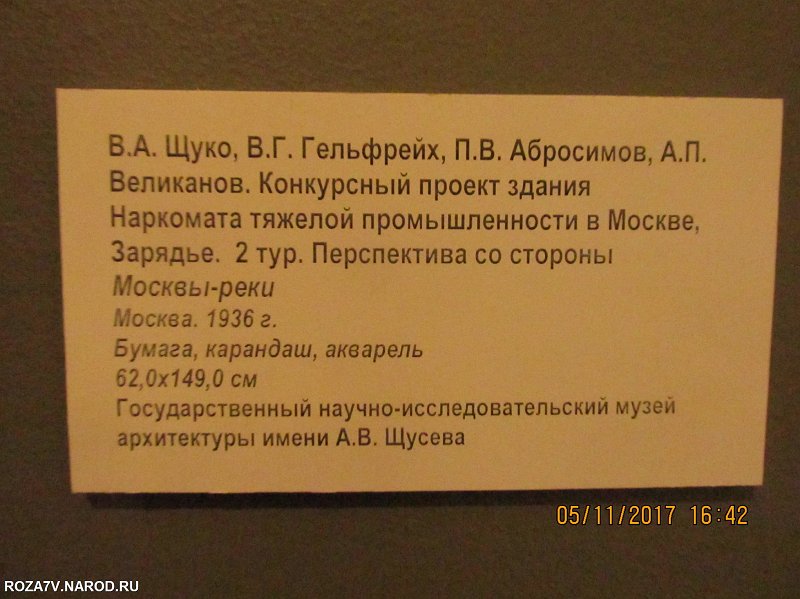 В.А. Щуко, В.Г. Гельфрейх, П.В. Абросимов, А.П.
Великанов. Конкурсный проект здания
Наркомата тяжелой промышленности в Москве,
Зарядье. 2 тур. Перспектива со стороны
Москвы-реки
Москва. 1936 г.
Бумага, карандаш, акварель
62,0х149,0 см
Государственный научно-исследовательский музей
архитектуры имени А.В. Щусева
05/11/2017 16:42
ROZA7V.NAROD.RU